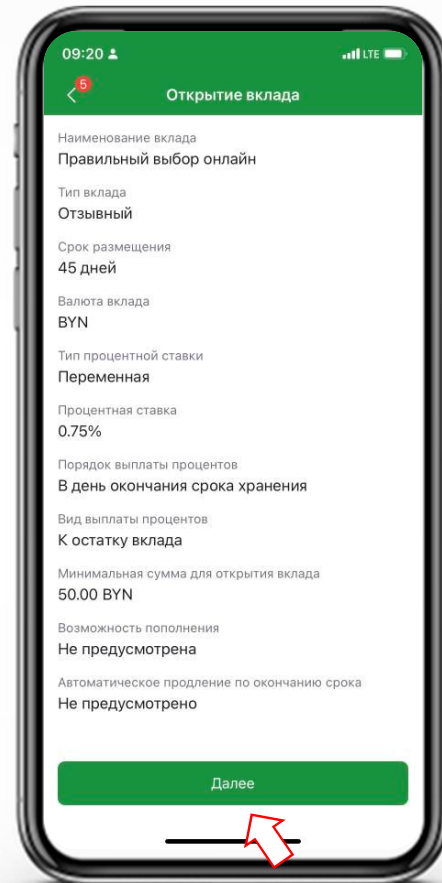 09:20
LTE
5
Открытие вклада
Наименование вклада
Правильный выбор онлайн
Тип вклада
Отзывный
Срок размещения
45 дней
Валюта вклада
BYN
Тип процентной ставки
Переменная
Процентная ставка
0.75%
Порядок выплаты процентов
В день окончания срока хранения
Вид выплаты процентов
К остатку вклада
Минимальная сумма для открытия вклада
50.00 BYN
Возможность пополнения
Не предусмотрена
Автоматическое продление по окончанию срока
Не предусмотрено
Далее